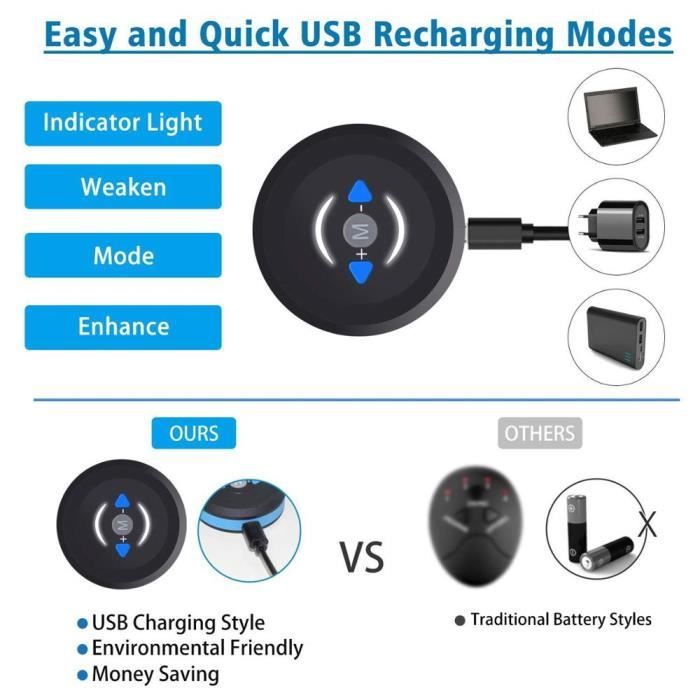 Easy and Quick USB Recharging Modes
Indicator Light
Weaken
Mode
Enhance
-
M
+
OURS
OTHERS
-
M
+
VS
X
USB Charging Style
Environmental Friendly
Money Saving
Traditional Battery Styles